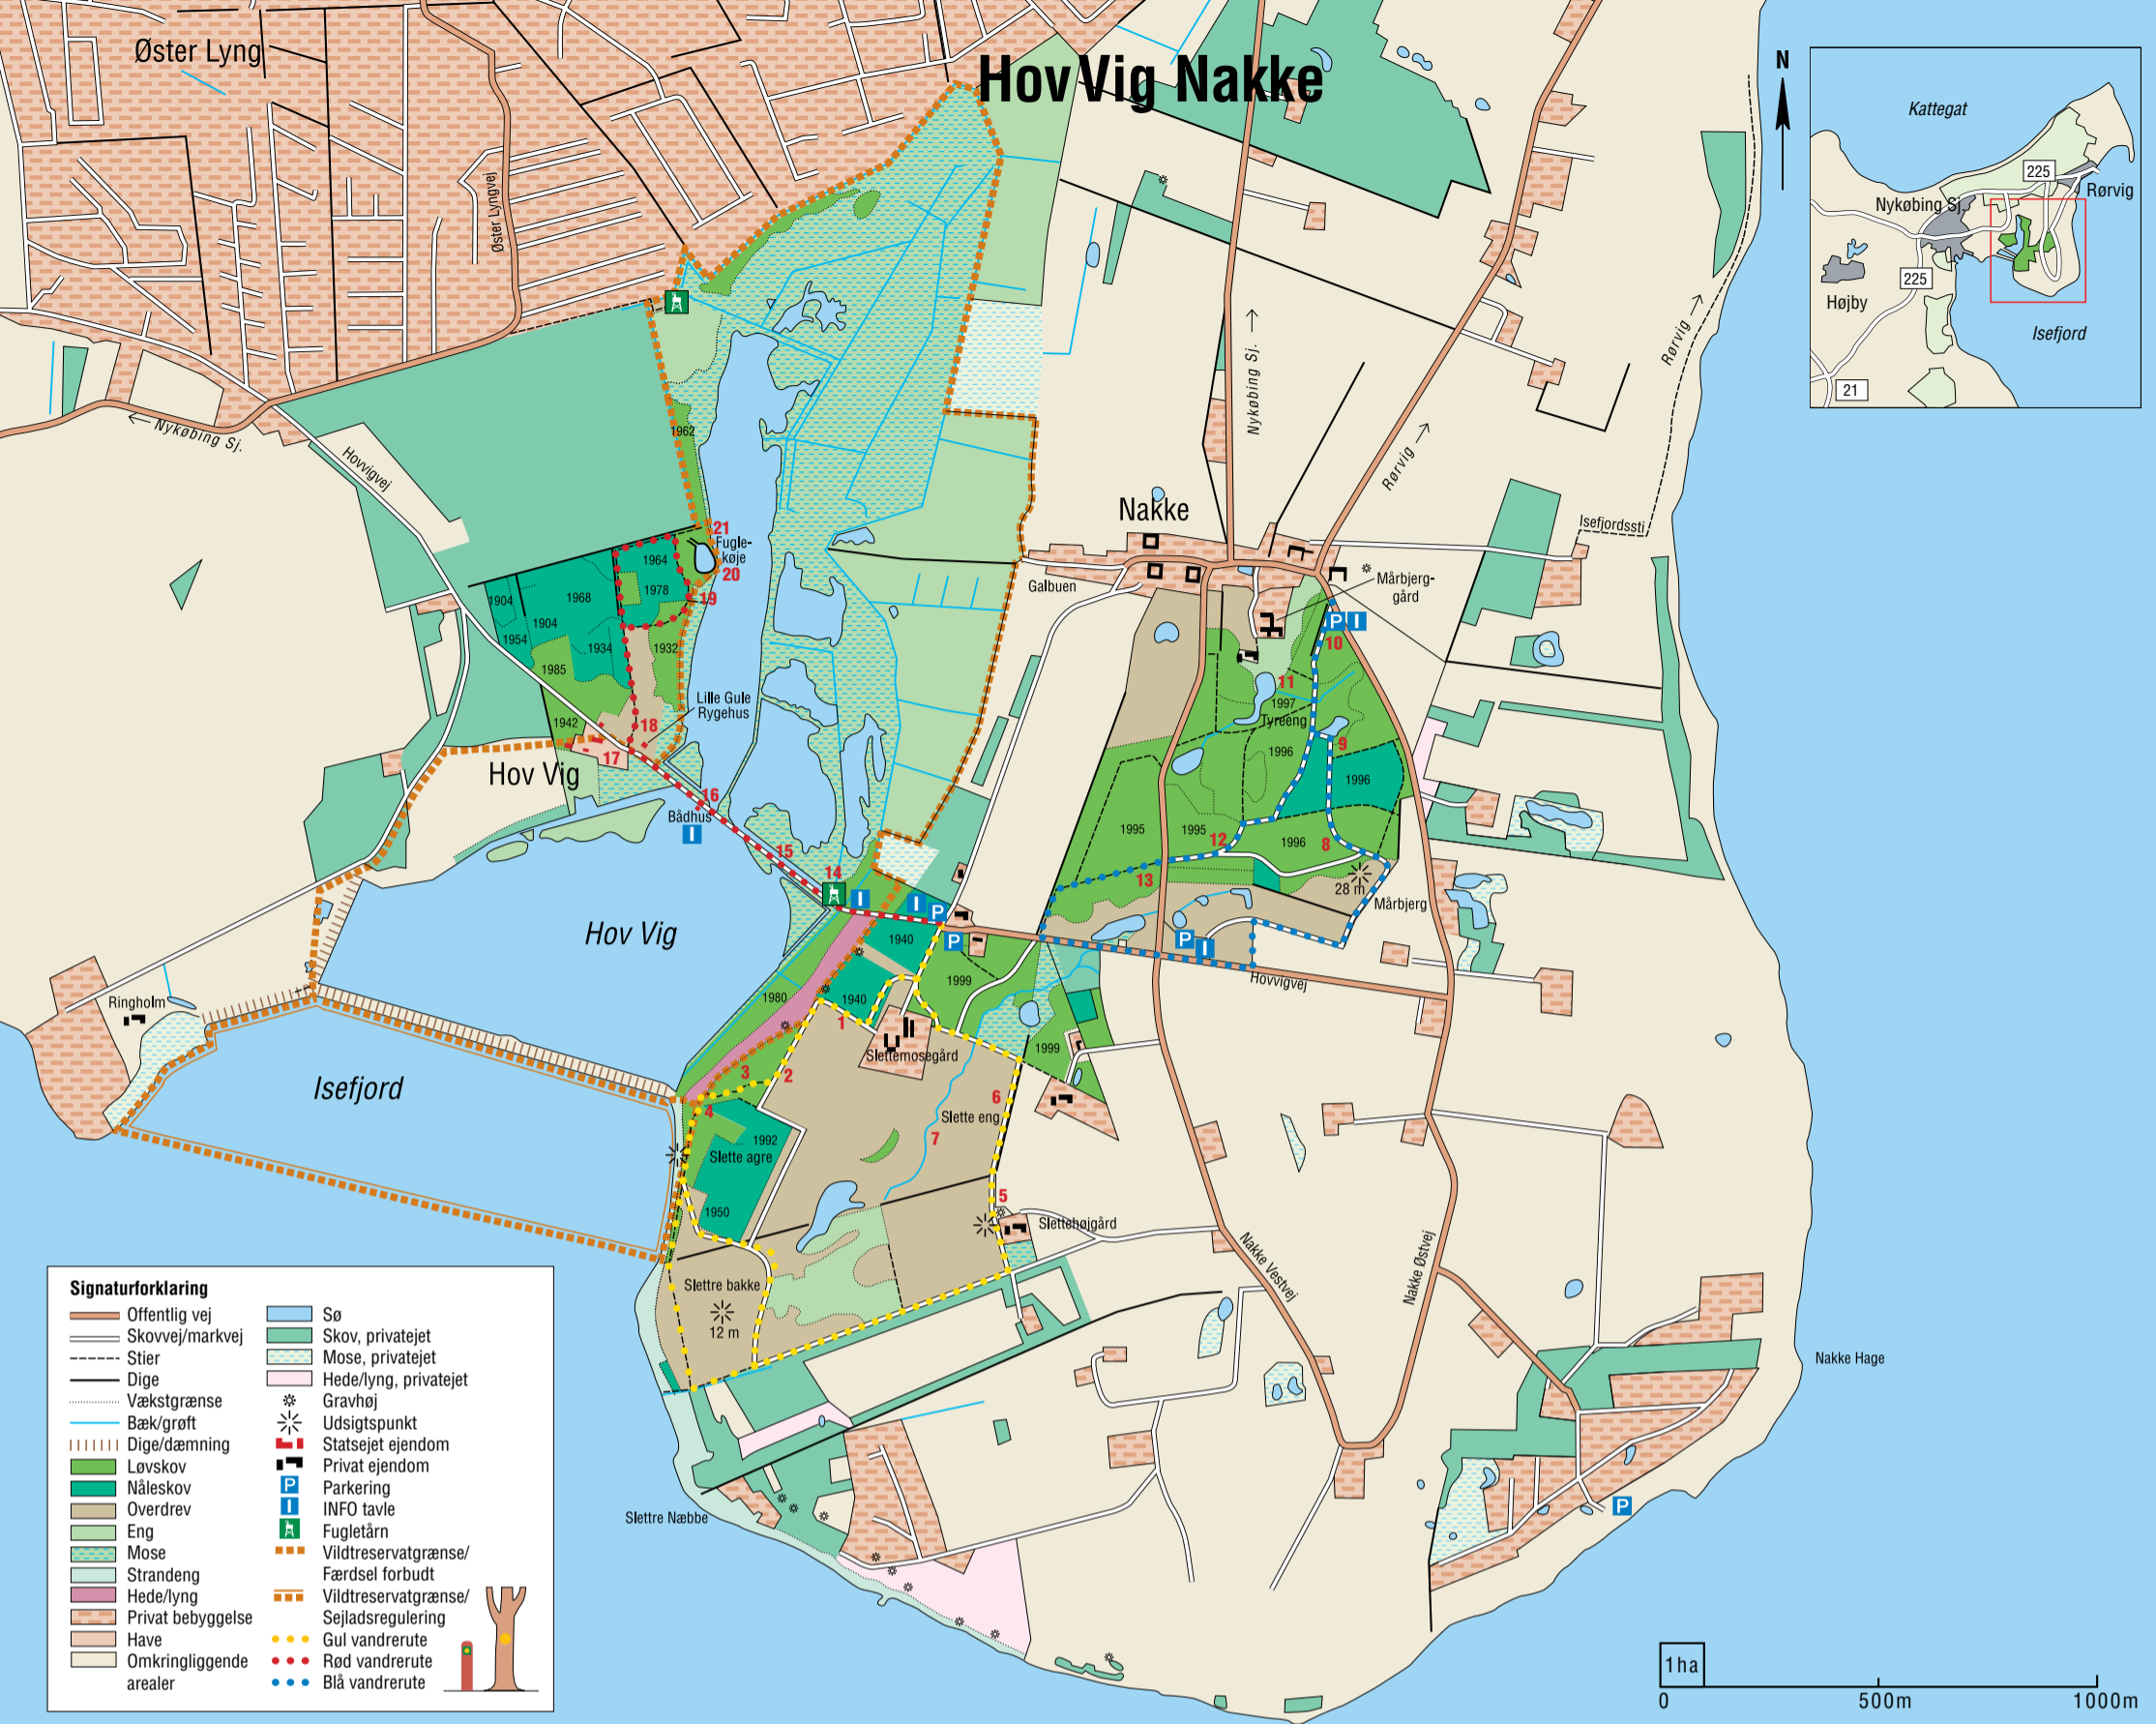 Hov Vig Nakke
Øster Lyng
Øster Lyngvej
Nykøbing Sj.
Hovvigvej
N
Kattegat
225
Rørvig
Nykøbing Sj.
225
Højby
Isefjord
21
Rørvig
Nykøbing Sj.
Rørvig
Isefjordssti
1962
21
Fugle-
køje
20
19
1964
1978
1968
1904
1904
1954
1934
1932
1985
1942
18
17
Lille Gule
Rygehus
Hov Vig
16
Bådhus
I
15
14
I
I
P
P
Nakke
Galbuen
Mårbjerg-
gård
P I
10
11
1997
Tyreeng
1996
9
1996
1995
1995
12
1996
8
13
28 m
Mårbjerg
P
I
Hovvigvej
Hov Vig
1940
1999
1980
1940
1
Slettemosegård
1999
3
2
4
6
Slette eng
7
1992
Slette agre
1950
5
Slettehøjgård
Ringholm
Isefjord
Slettre bakke
12 m
Nakke Vestvej
Nakke Østvej
Nakke Hage
Slettre Næbbe
P
Signaturforklaring
Offentlig vej
Skovvej/markvej
Stier
Dige
Vækstgrænse
Bæk/grøft
Dige/dæmning
Løvskov
Nåleskov
Overdrev
Eng
Mose
Strandeng
Hede/lyng
Privat bebyggelse
Have
Omkringliggende
arealer
Sø
Skov, privatejet
Mose, privatejet
Hede/lyng, privatejet
Gravhøj
Udsigtspunkt
Statsejet ejendom
Privat ejendom
P Parkering
I INFO tavle
Fugletårn
Vildtreservatgrænse/
Færdsel forbudt
Vildtreservatgrænse/
Sejladsregulering
Gul vandrerute
Rød vandrerute
Blå vandrerute
1 ha
0 500m 1000m